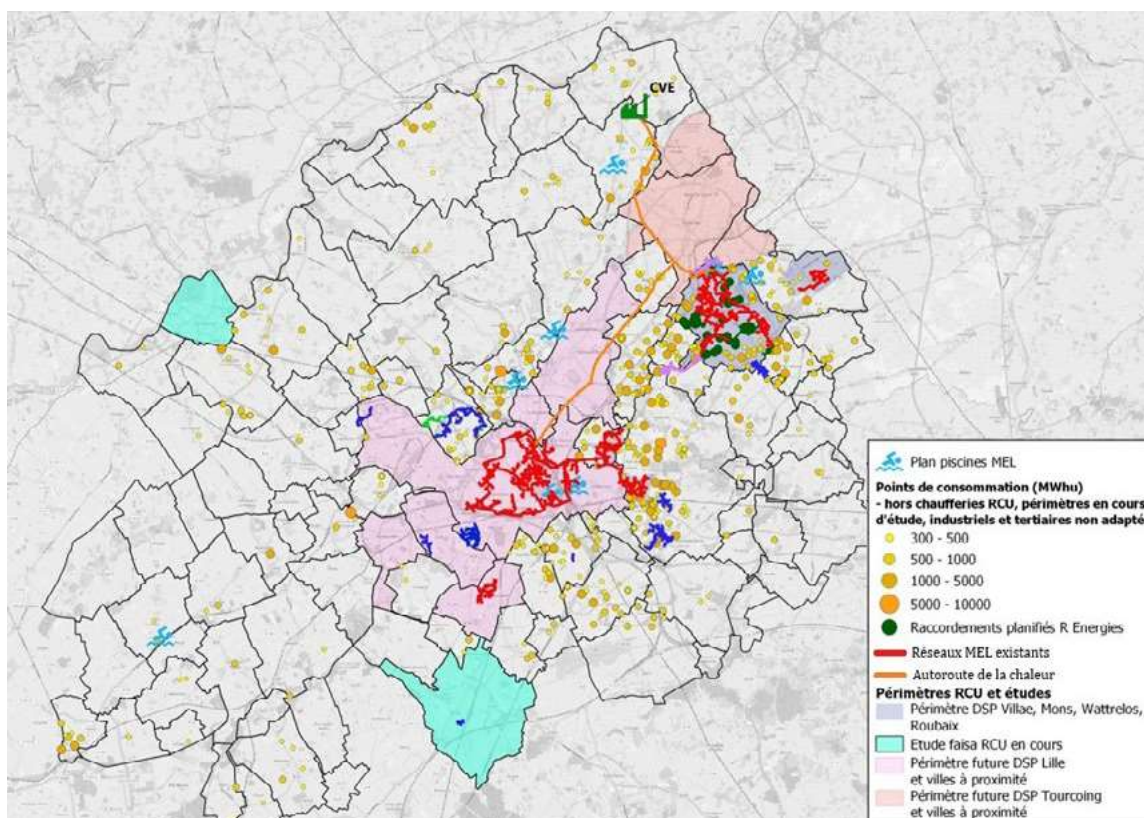 CVE
Plan piscines MEL
Points de consommation (MWhu)
- hors chaufferies RCU, périmètres en cours
d'étude, industriels et tertiaires non adapté
300 - 500
500 - 1000
1000 - 5000
5000 - 10000
Raccordements planifiés R Energies
Réseaux MEL existants
Autoroute de la chaleur
Périmètres RCU et études
Périmètre DSP Villae, Mons, Wattrelos,
Roubaix
Etude faisa RCU en cours
Périmètre future DSP Lille
et villes à proximité
Périmètre future DSP Tourcoing
et villes à proximité